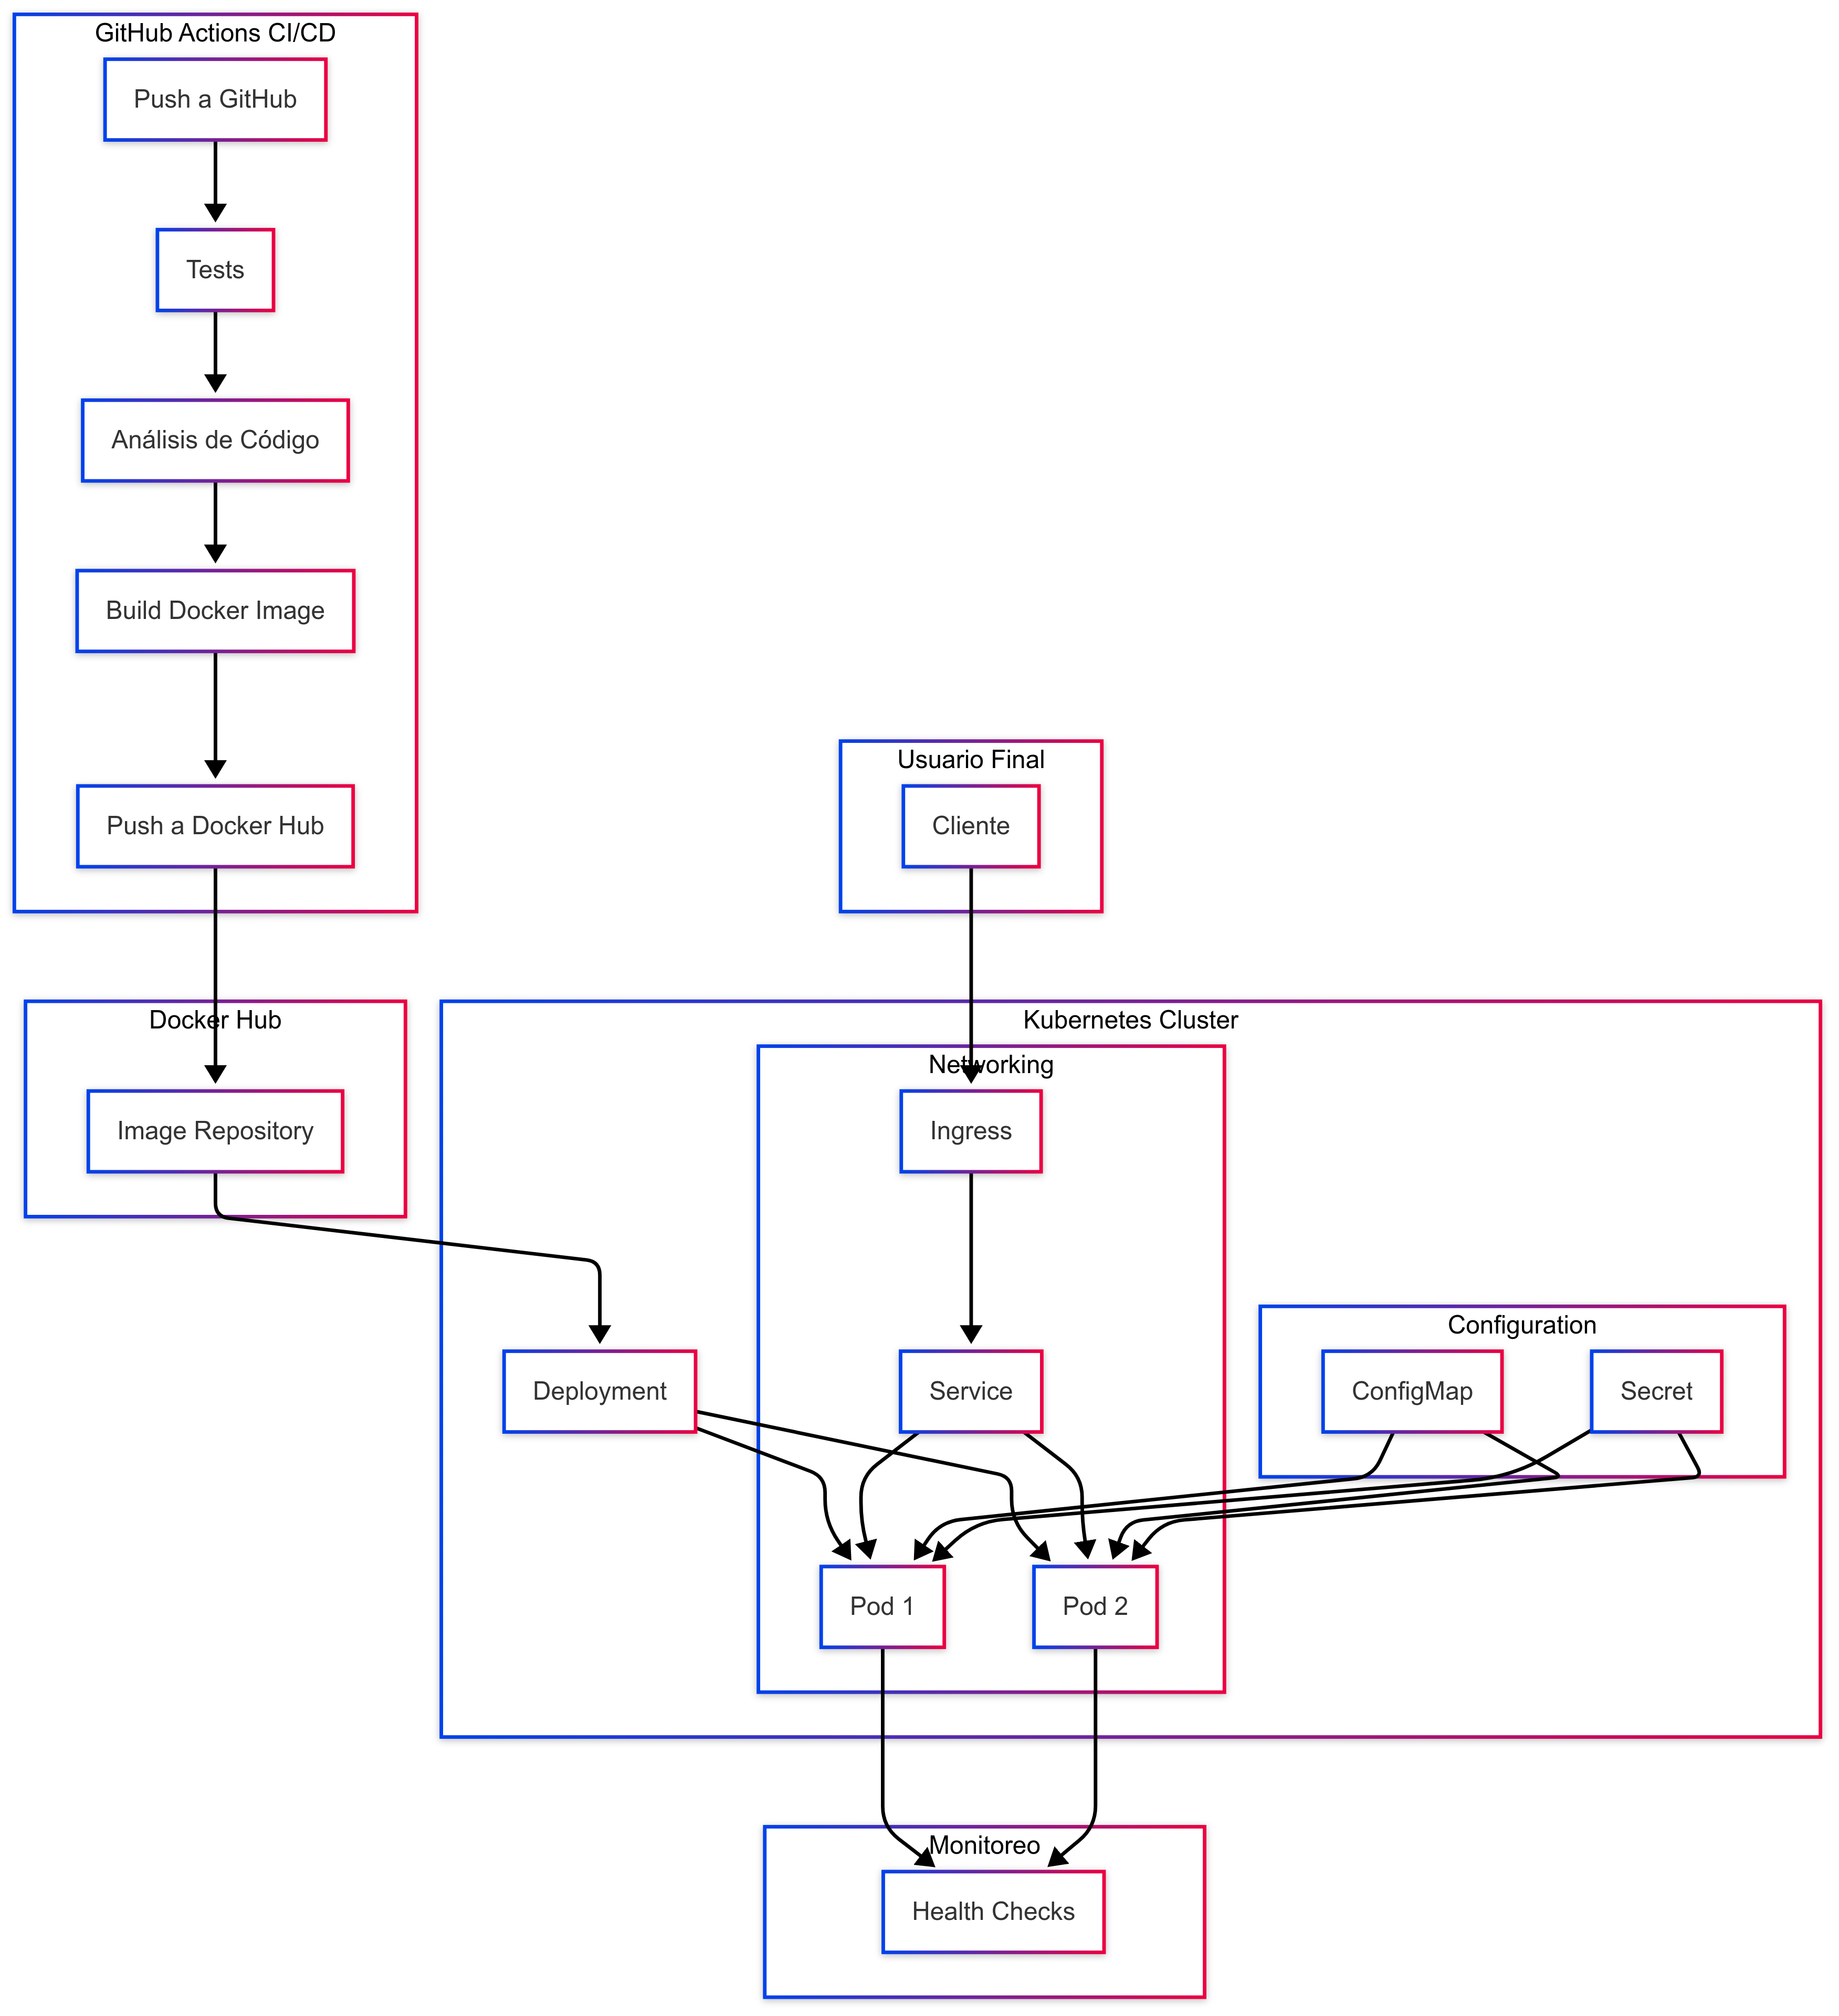 GitHub Actions CI/CD
Push a GitHub
Tests
Análisis de Código
Build Docker Image
Push a Docker Hub
Usuario Final
Cliente
Docker Hub
Image Repository
Kubernetes Cluster
Networking
Ingress
Deployment
Service
Configuration
ConfigMap
Secret
Pod 1
Pod 2
Monitoreo
Health Checks